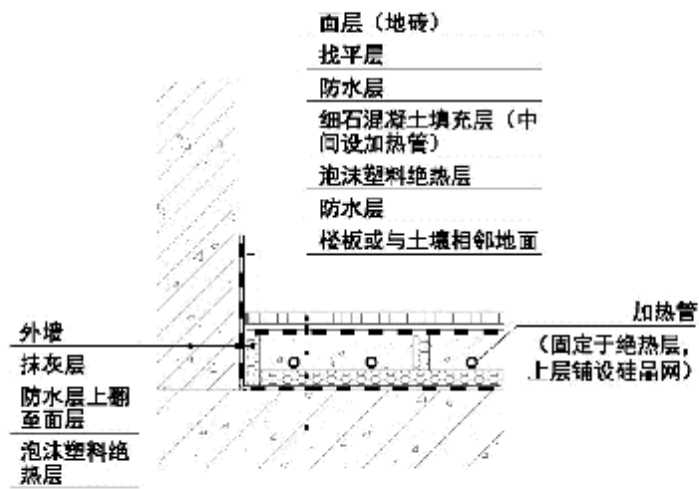 面层（地砖）
找平层
防水层
细石混凝土填充层（中
间设加热管）
泡沫塑料绝热层
防水层
楼板或与土壤相邻地面
外墙
抹灰层
防水层上翻
至面层
泡沫塑料绝
热层
加热管
（固定于绝热层，
上层铺设硅晶网）